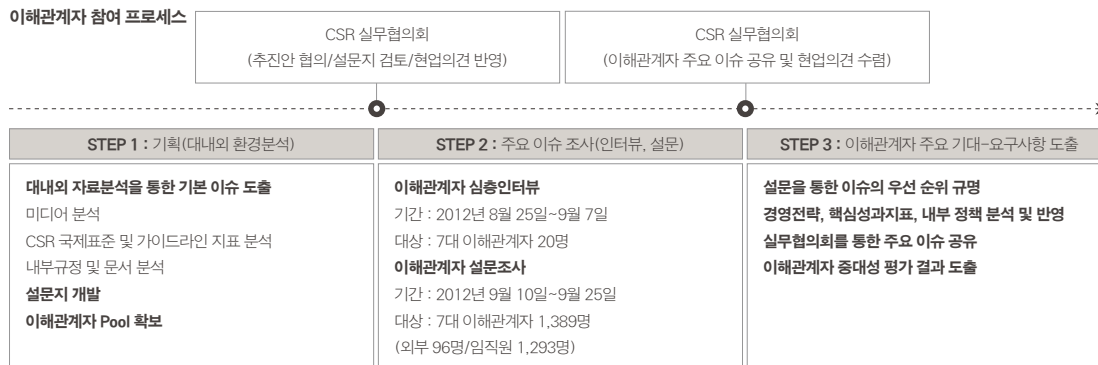 이해관계자 참여 프로세스
CSR 실무협의회
(추진안 협의/설문지 검토/현업의견 반영)
CSR 실무협의회
(이해관계자 주요 이슈 공유 및 현업의견 수렴)
STEP 1 : 기획(대내외 환경분석)
대내외 자료분석을 통한 기본 이슈 도출
미디어 분석
CSR 국제표준 및 가이드라인 지표 분석
내부규정 및 문서 분석
설문지 개발
이해관계자 Pool 확보
STEP 2 : 주요 이슈 조사(인터뷰, 설문)
이해관계자 심층인터뷰
기간 : 2012년 8월 25일~9월 7일
대상 : 7대 이해관계자 20명
이해관계자 설문조사
기간 : 2012년 9월 10일~9월 25일
대상 : 7대 이해관계자 1,389명
(외부 96명/임직원 1,293명)
STEP 3 : 이해관계자 주요 기대-요구사항 도출
설문을 통한 이슈의 우선 순위 규명
경영전략, 핵심성과지표, 내부 정책 분석 및 반영
실무협의회를 통한 주요 이슈 공유
이해관계자 중대성 평가 결과 도출